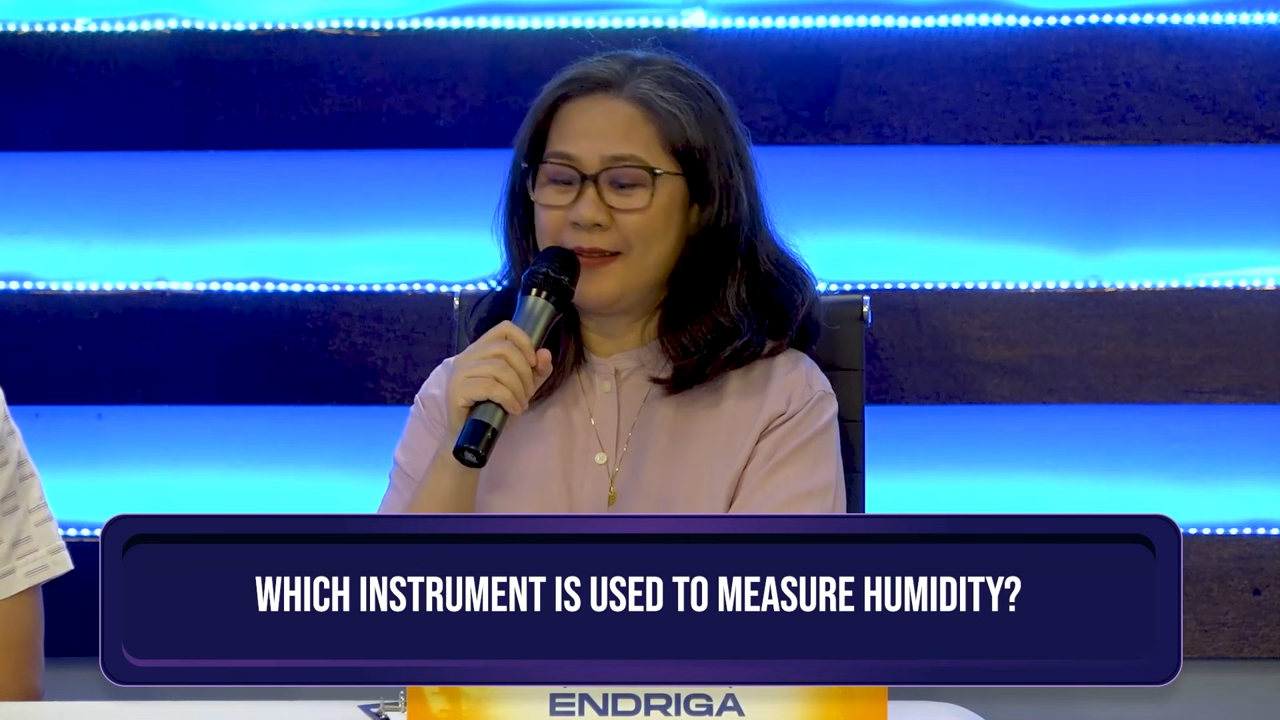 WHICH INSTRUMENT IS USED TO MEASURE HUMIDITY?
ENDRIGA